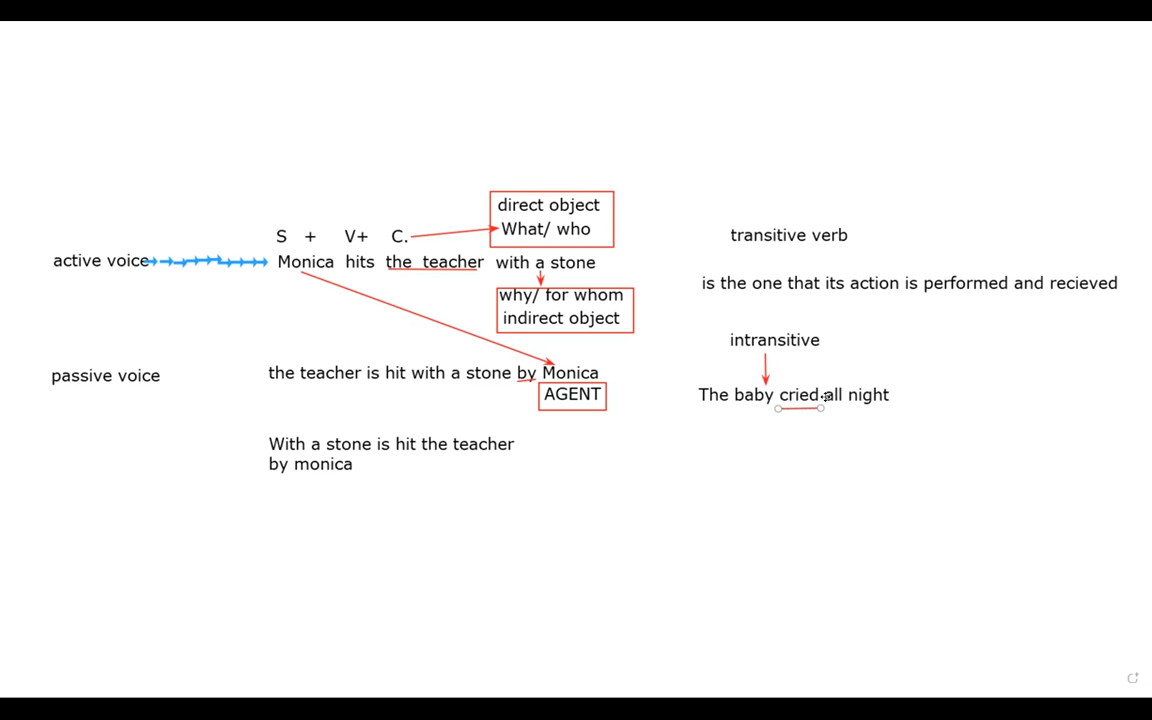 direct object
What/ who
S + V+ C.
active voice Monica hits the teacher with a stone
why/ for whom
indirect object
passive voice the teacher is hit with a stone by Monica
AGENT
With a stone is hit the teacher
by monica
transitive verb
is the one that its action is performed and recieved
intransitive
The baby cried all night